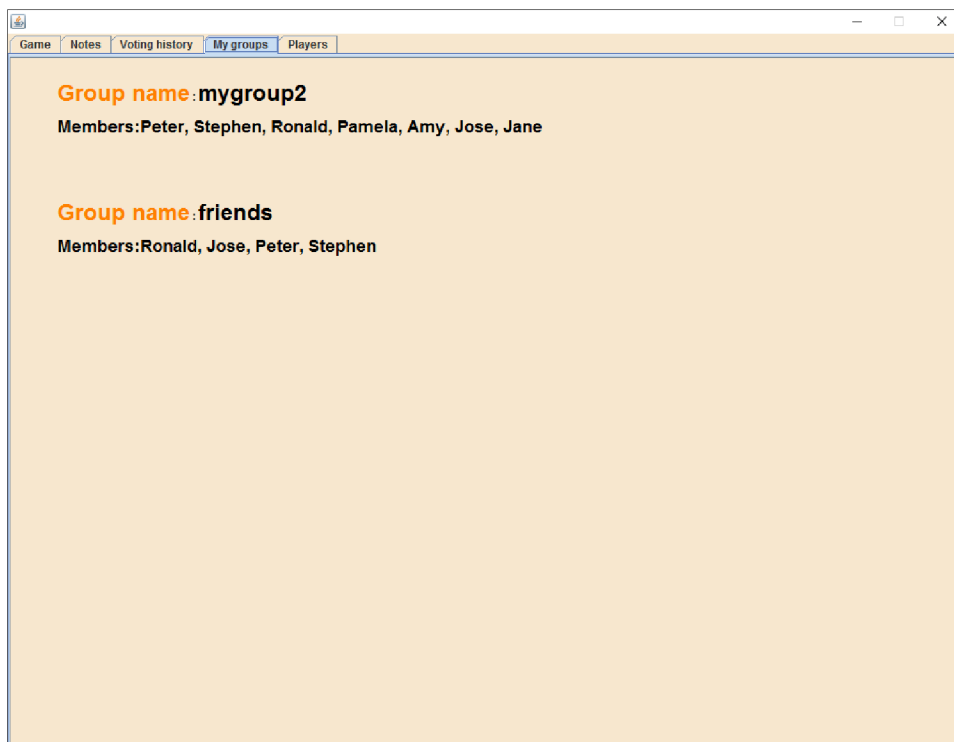 Game Notes Voting history My groups Players
Group name:mygroup2
Members:Peter, Stephen, Ronald, Pamela, Amy, Jose, Jane
Group name:friends
Members:Ronald, Jose, Peter, Stephen